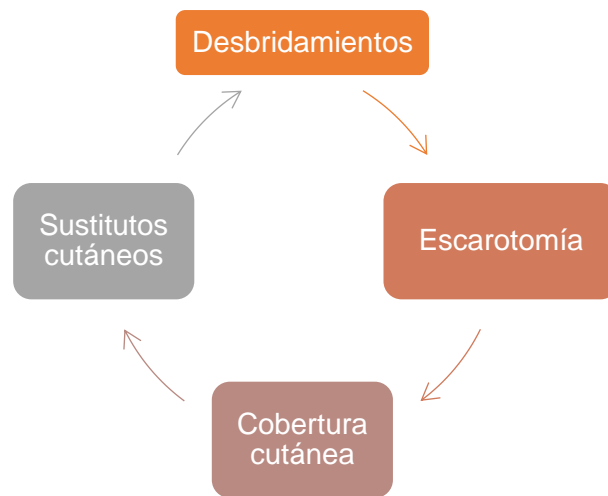 Desbridamientos
Escarotomía
Cobertura
cutánea
Sustitutos
cutáneos